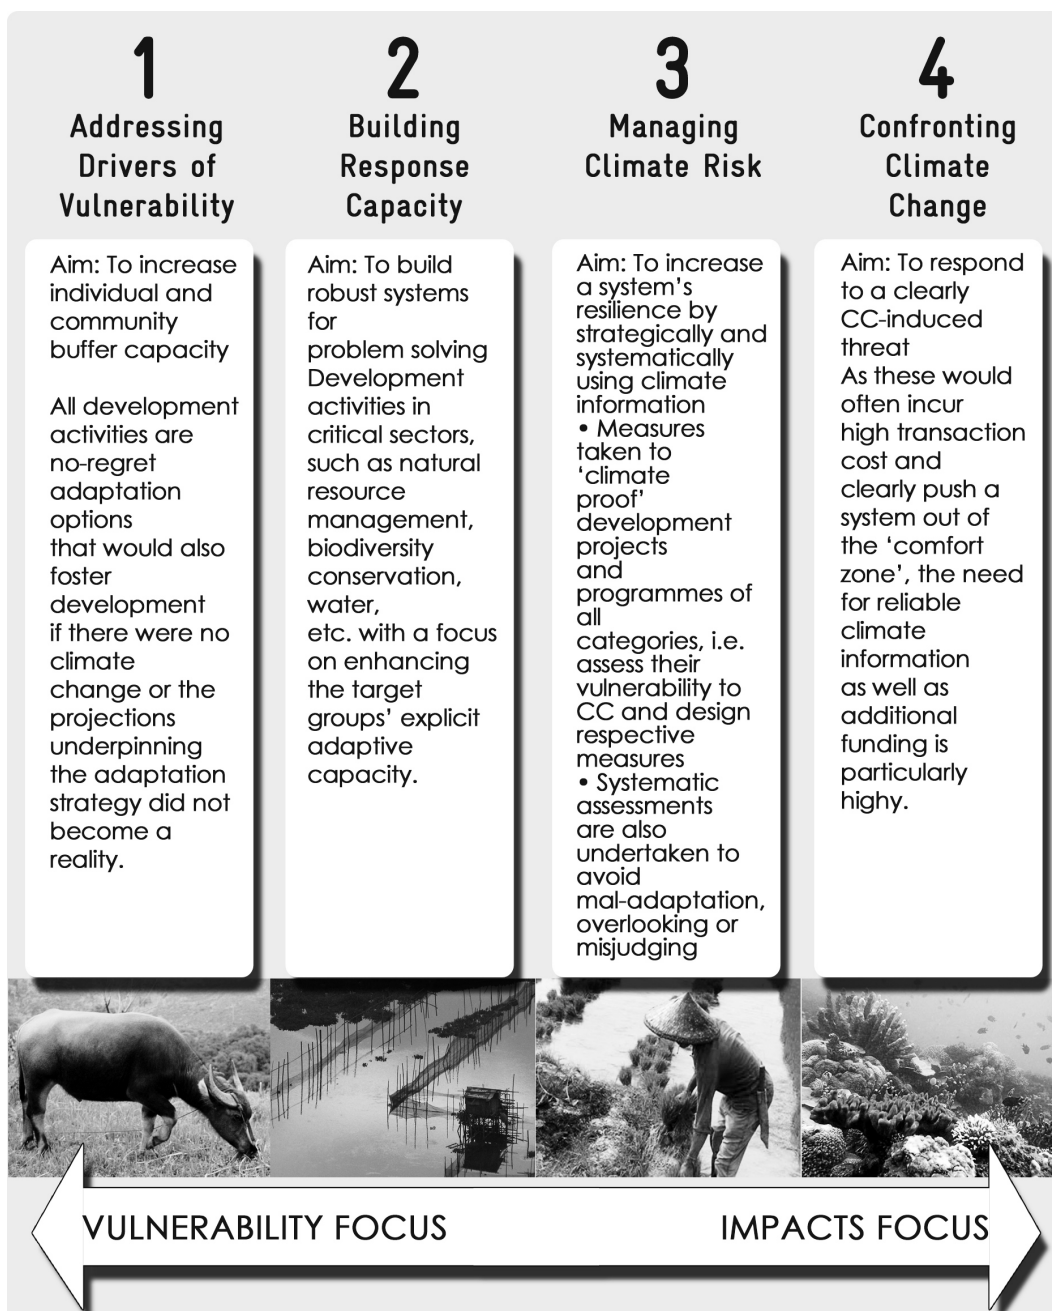 1
Addressing
Drivers of
Vulnerability
Aim: To increase
individual and
community
buffer capacity
All development
activities are
no-regret
adaptation
options
that would also
foster
development
if there were no
climate
change or the
projections
underpinning
the adaptation
strategy did not
become a
reality.
2
Building
Response
Capacity
Aim: To build
robust systems
for
problem solving
Development
activities in
critical sectors,
such as natural
resource
management,
biodiversity
conservation,
water,
etc. with a focus
on enhancing
the target
groups’ explicit
adaptive
capacity.
3
Managing
Climate Risk
Aim: To increase
a system’s
resilience by
strategically and
systematically
using climate
information
• Measures
taken to
‘climate
proof’
development
projects
and
programmes of
all
categories, i.e.
assess their
vulnerability to
CC and design
respective
measures
• Systematic
assessments
are also
undertaken to
avoid
mal-adaptation,
overlooking or
misjudging
4
Confronting
Climate
Change
Aim: To respond
to a clearly
CC-induced
threat
As these would
often incur
high transaction
cost and
clearly push a
system out of
the ‘comfort
zone’, the need
for reliable
climate
information
as well as
additional
funding is
particularly
highy.
VULNERABILITY FOCUS
IMPACTS FOCUS